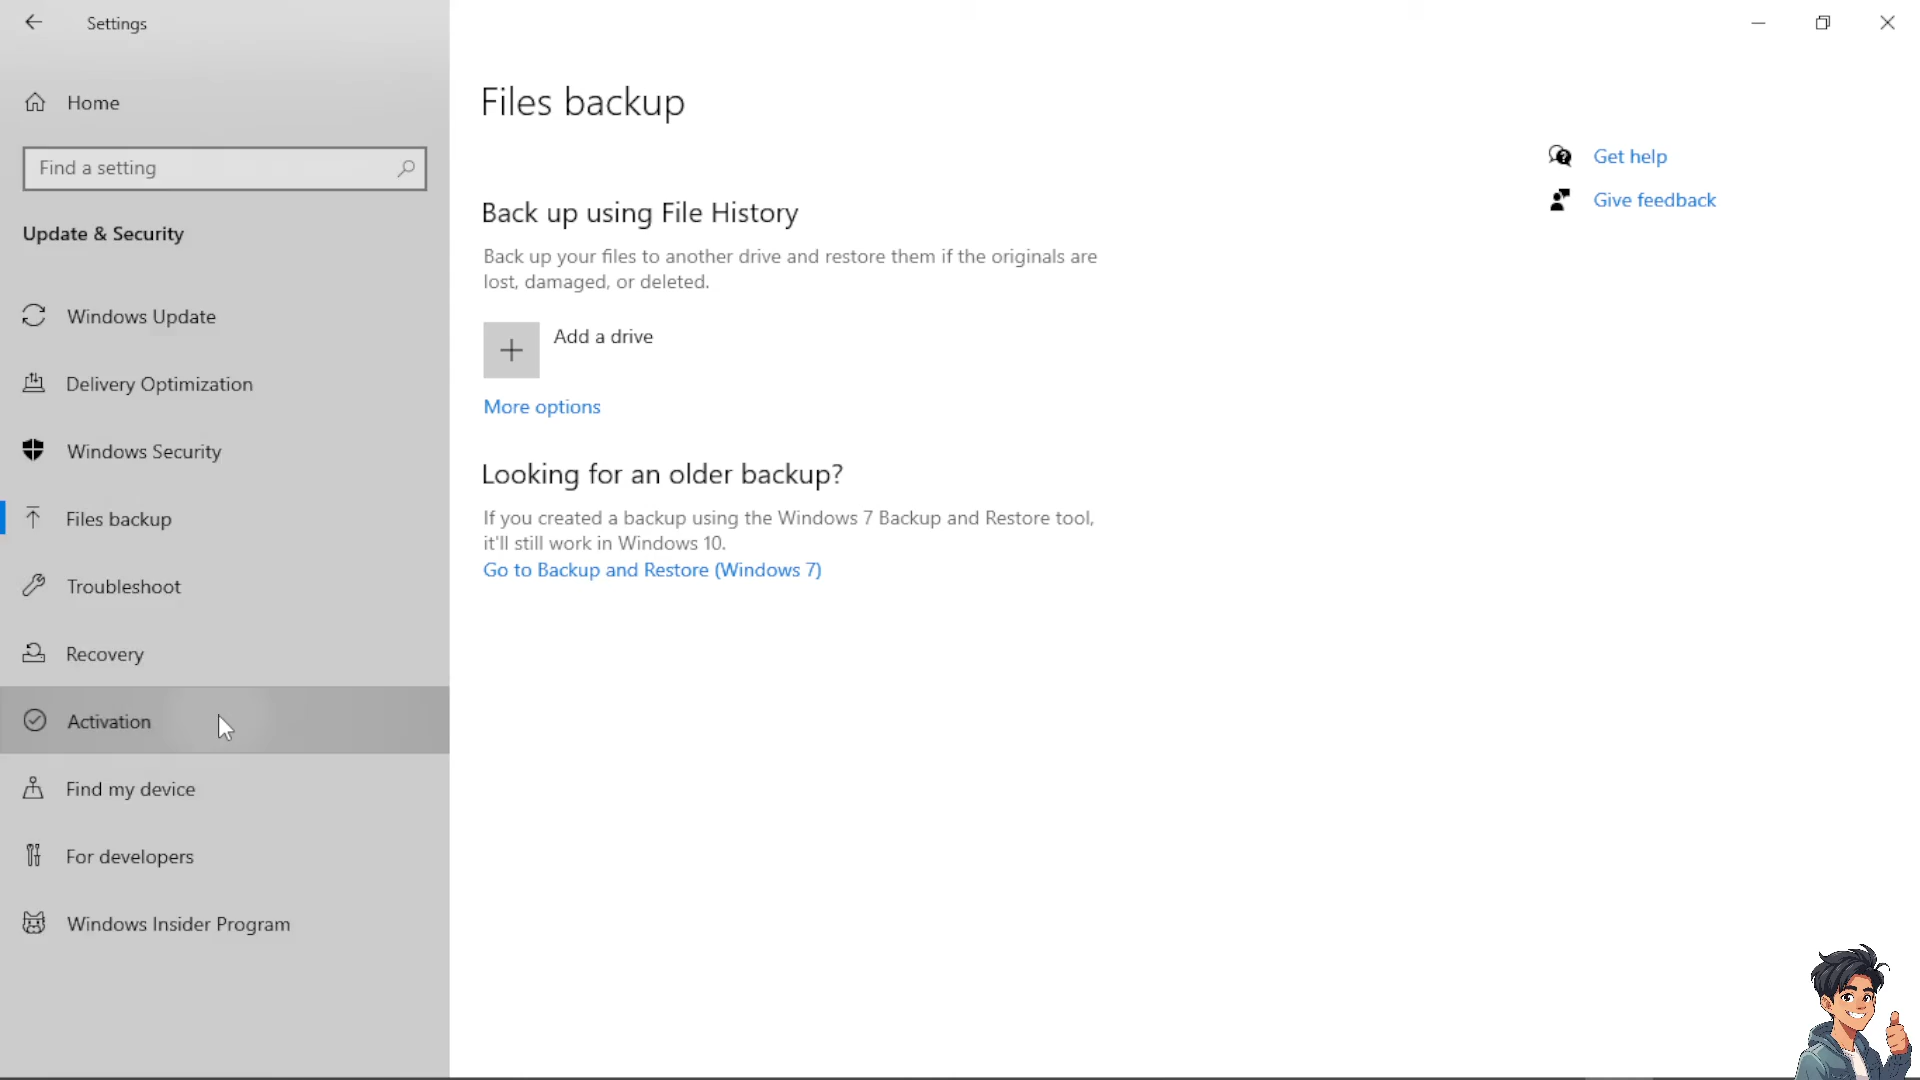 Settings
Home
Find a setting
Update & Security
Windows Update
Delivery Optimization
Windows Security
Files backup
Troubleshoot
Recovery
Activation
Find my device
For developers
Windows Insider Program
Files backup
Back up using File History
Back up your files to another drive and restore them if the originals are
lost, damaged, or deleted.
Add a drive
More options
Looking for an older backup?
If you created a backup using the Windows 7 Backup and Restore tool,
it'll still work in Windows 10.
Go to Backup and Restore (Windows 7)
Get help
Give feedback